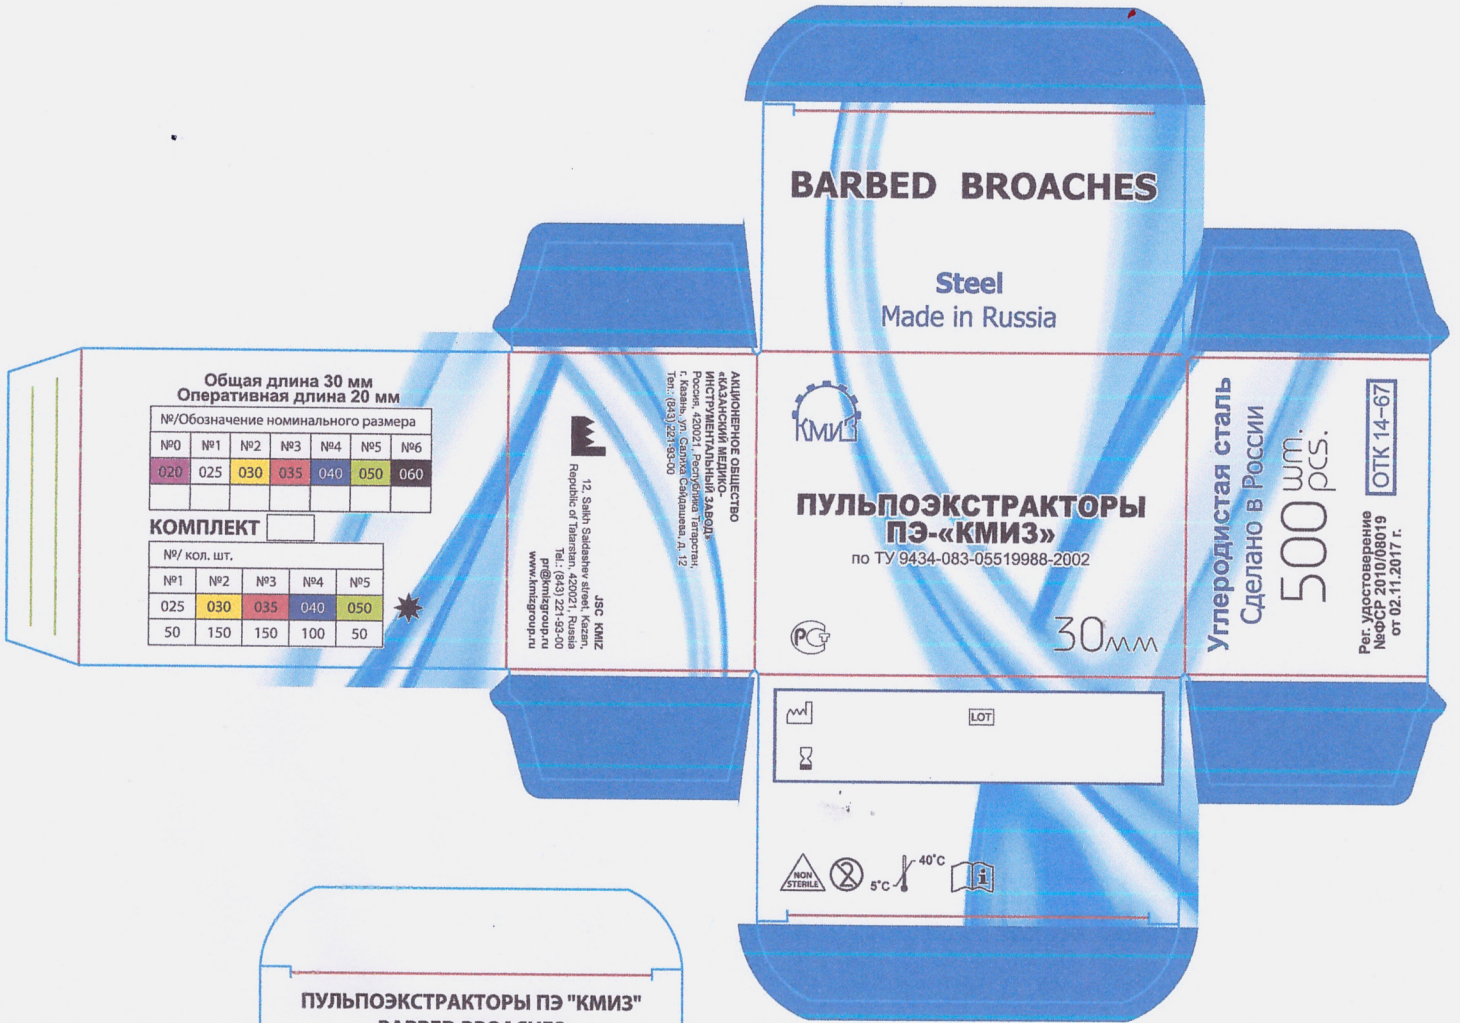 BARBED BROACHES
Steel
Made in Russia
Общая длина 30 мм
Оперативная длина 20 мм
№/Обозначение номинального размера
№0 №1 №2 №3 №4 №5 №6
020 025 030 035 040 050 060
КОМПЛЕКТ
№/ кол. шт.
№1 №2 №3 №4 №5
025 030 035 040 050
50 150 150 100 50
АКЦИОНЕРНОЕ ОБЩЕСТВО
«КАЗАНСКИЙ МЕДИКО-
ИНСТРУМЕНТАЛЬНЫЙ ЗАВОД»
Россия, 420021, Республика Татарстан,
г. Казань, ул. Салиха Сайдашева, д. 12
Тел.: (843) 221-93-00
JSC KMIZ
12, Salkh Saldashev street, Kazan,
Republic of Tatarstan, 420021, Russia
Tel.: (843) 221-93-00
pr@kmizgroup.ru
www.kmizgroup.ru
КМИЗ
ПУЛЬПОЭКСТРАКТОРЫ
ПЭ-«КМИЗ»
по ТУ 9434-083-05519988-2002
РСТ
30мм
Углеродистая сталь
Сделано в России
500 шт.
pcs.
ОТК 14-67
Рег. удостоверение
№ФСР 2010/08019
от 02.11.2017 г.
LOT
NON
STERILE
2
5°C
40°C
i
ПУЛЬПОЭКСТРАКТОРЫ ПЭ "КМИЗ"
BARBED BROACHES